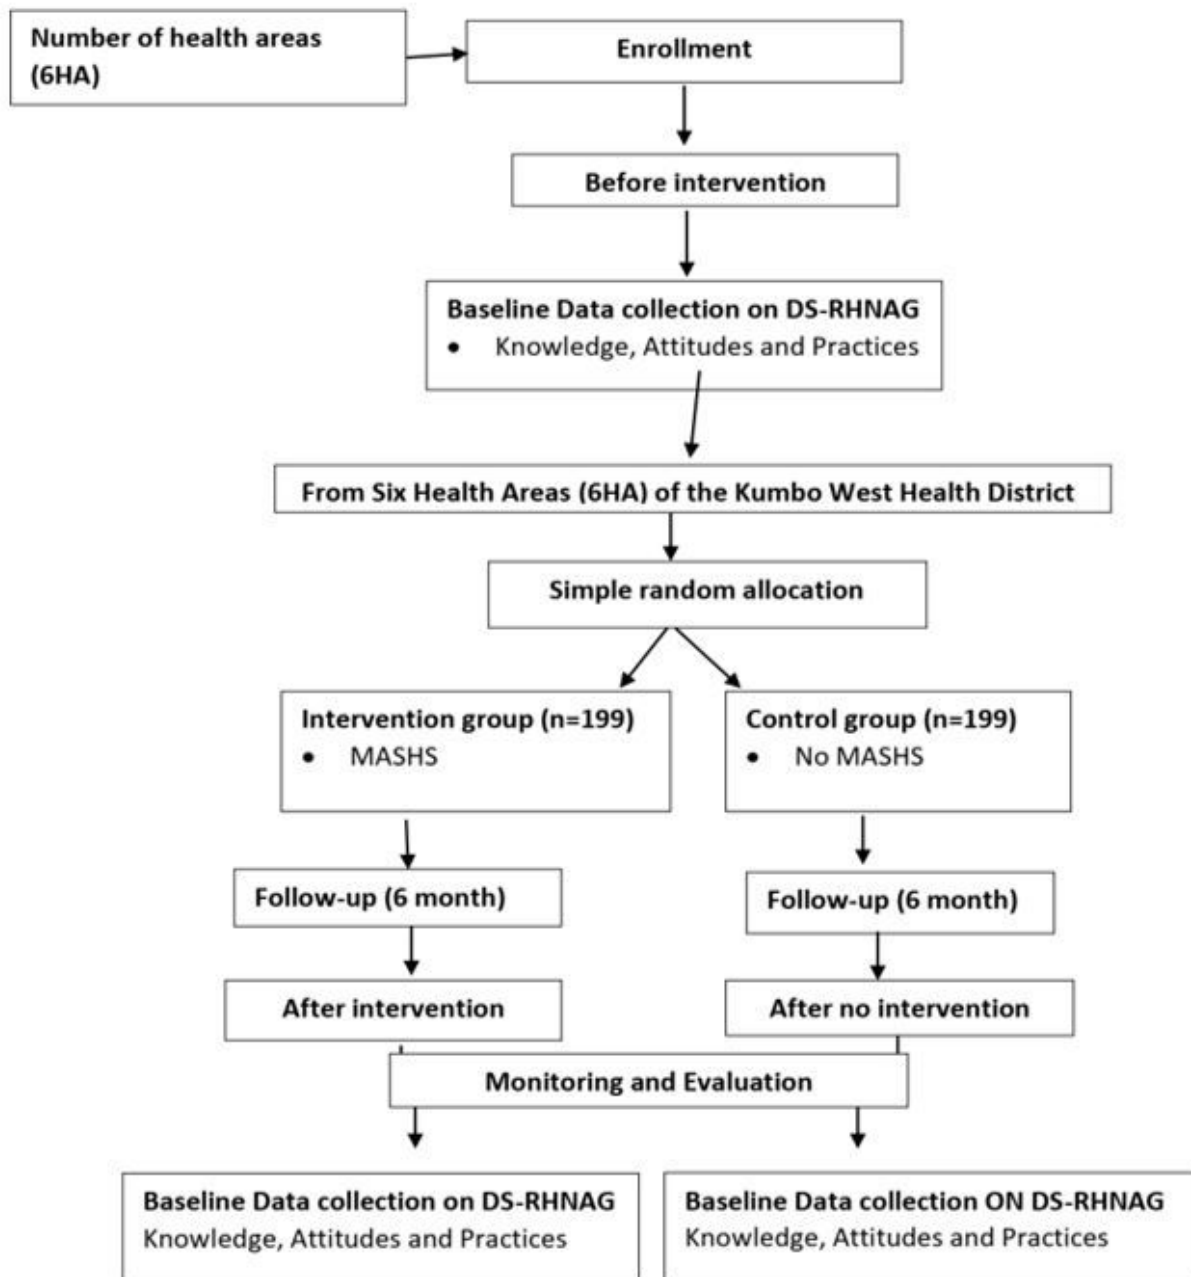 Number of health areas
(6HA)
Enrollment
Before intervention
Baseline Data collection on DS-RHNAG
• Knowledge, Attitudes and Practices
From Six Health Areas (6HA) of the Kumbo West Health District
Simple random allocation
Intervention group (n=199)
• MASHS
Control group (n=199)
• No MASHS
Follow-up (6 month)
Follow-up (6 month)
After intervention
After no intervention
Monitoring and Evaluation
Baseline Data collection on DS-RHNAG
Knowledge, Attitudes and Practices
Baseline Data collection ON DS-RHNAG
Knowledge, Attitudes and Practices